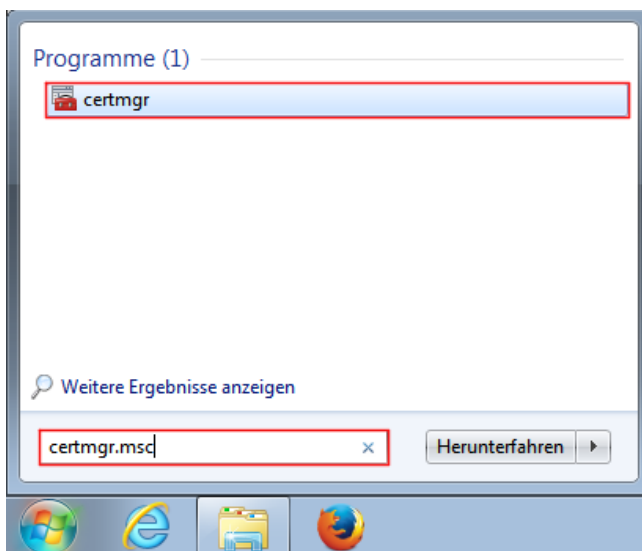 Programme (1)
certmgr
Weitere Ergebnisse anzeigen
certmgr.msc
Herunterfahren